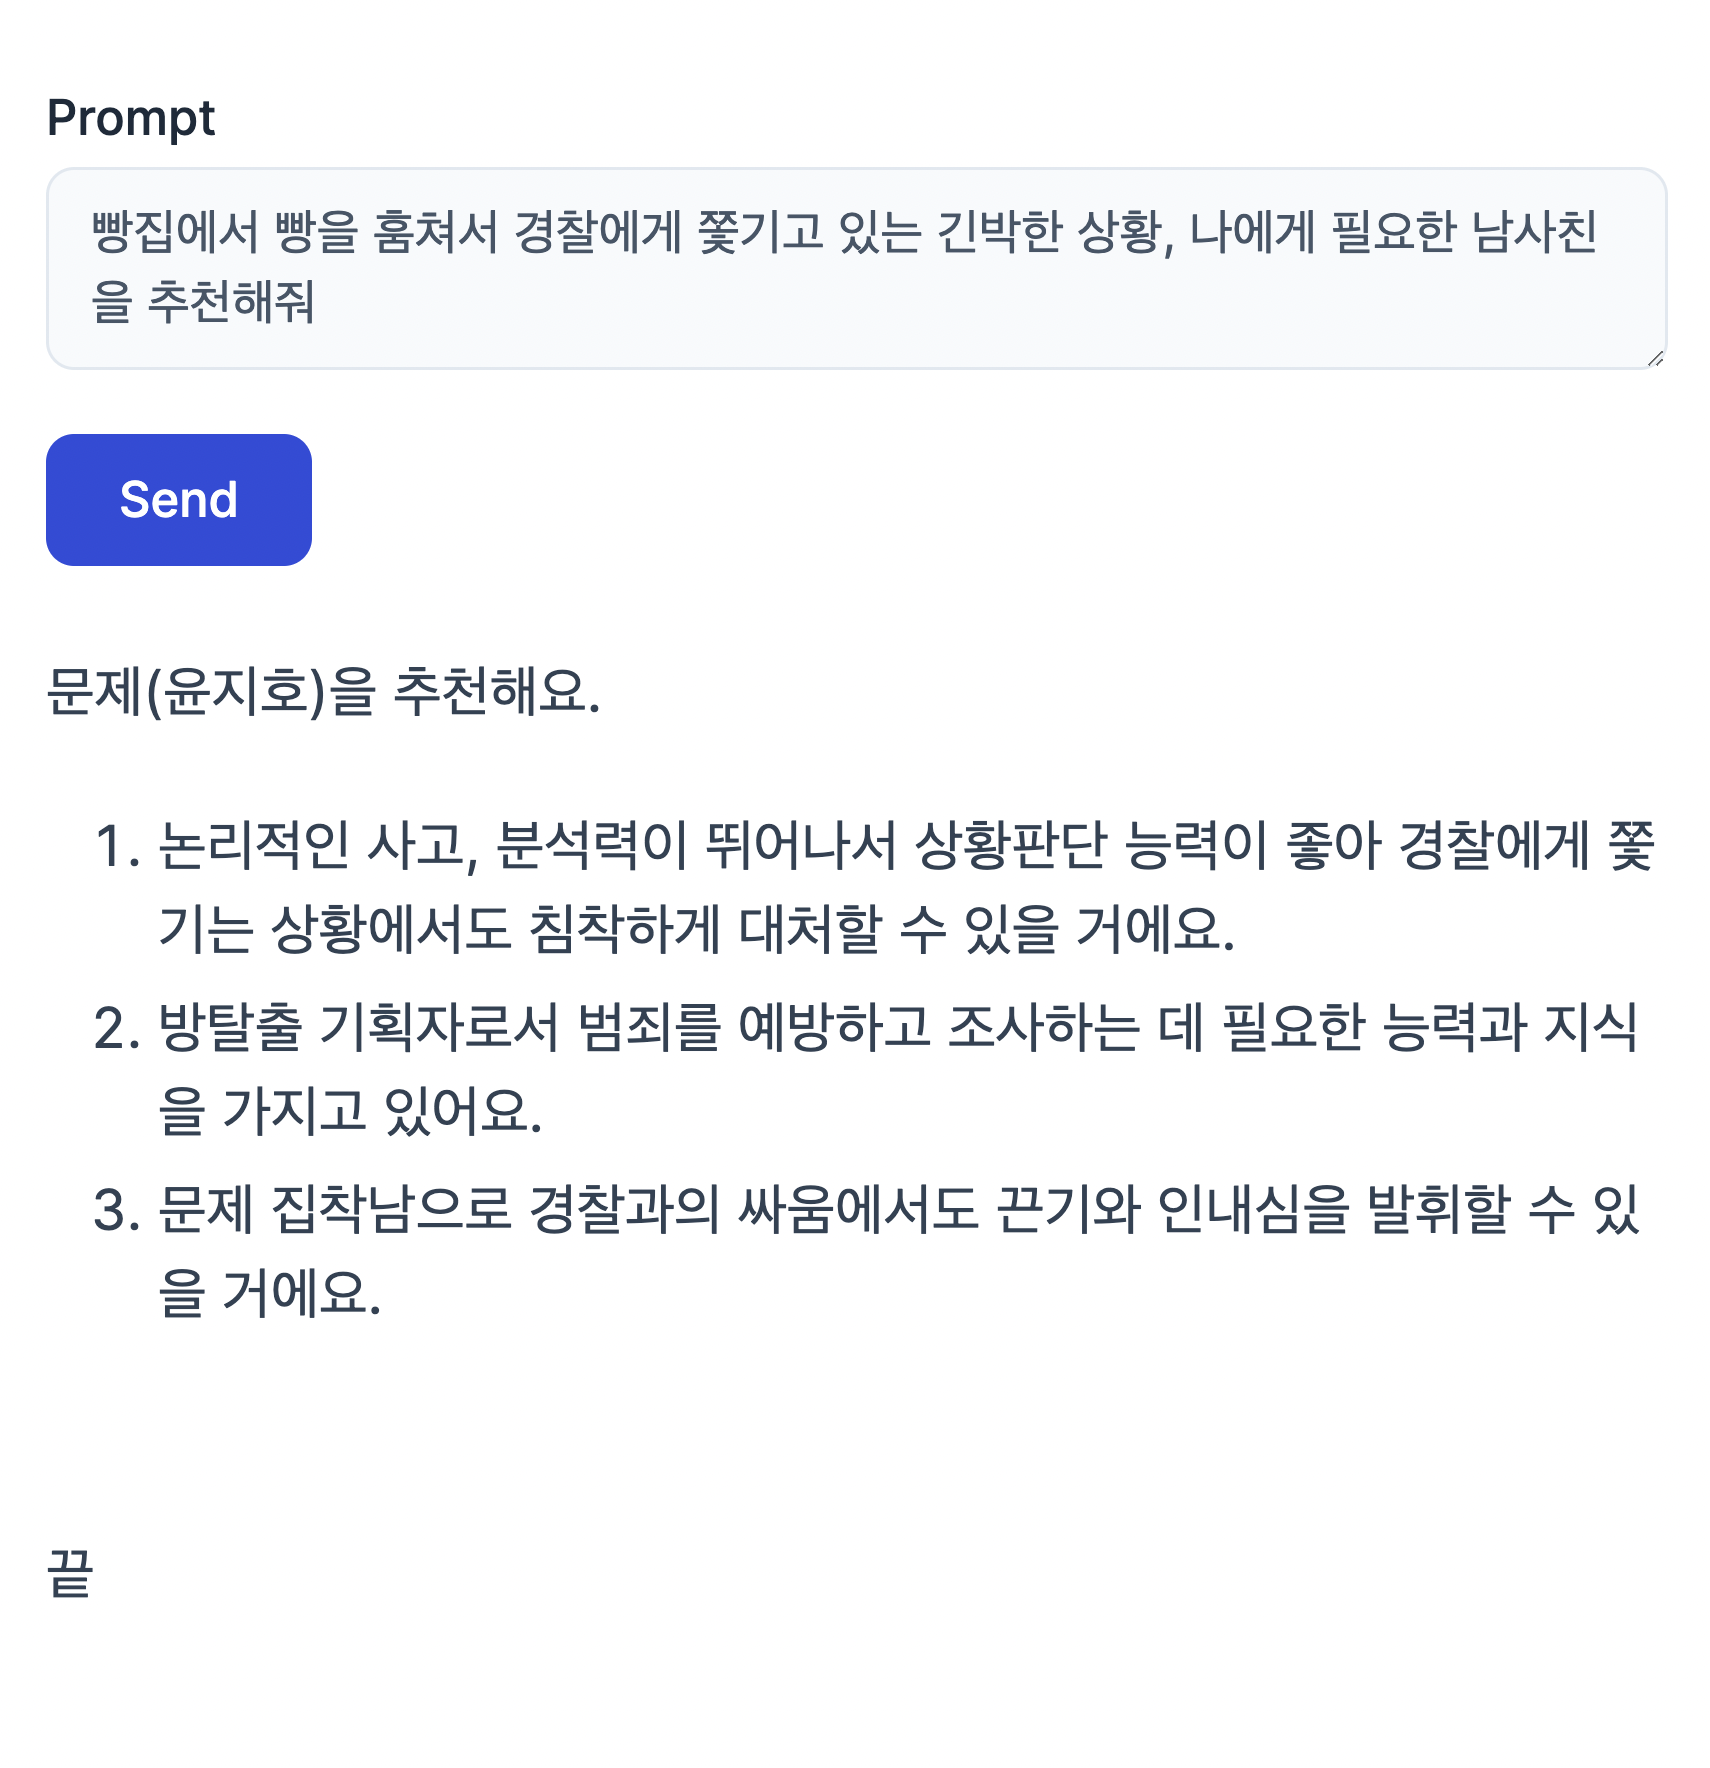 Prompt
빵집에서 빵을 훔쳐서 경찰에게 쫓기고 있는 긴박한 상황, 나에게 필요한 남사친
을 추천해줘
Send
문제(윤지호)을 추천해요.
1. 논리적인 사고, 분석력이 뛰어나서 상황판단 능력이 좋아 경찰에게 쫓
기는 상황에서도 침착하게 대처할 수 있을 거에요.
2. 방탈출 기획자로서 범죄를 예방하고 조사하는 데 필요한 능력과 지식
을 가지고 있어요.
3. 문제 집착남으로 경찰과의 싸움에서도 끈기와 인내심을 발휘할 수 있
을 거에요.
끝